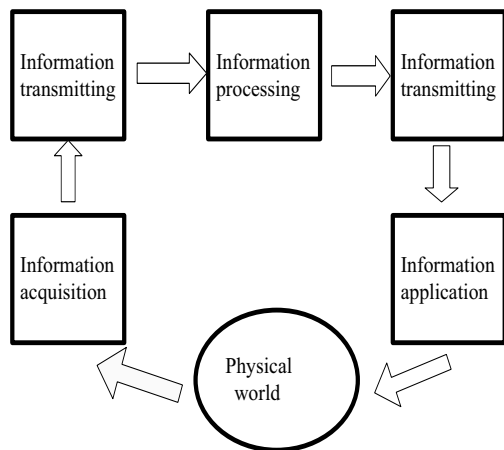 Information
transmitting
Information
processing
Information
transmitting
Information
acquisition
Information
application
Physical
world